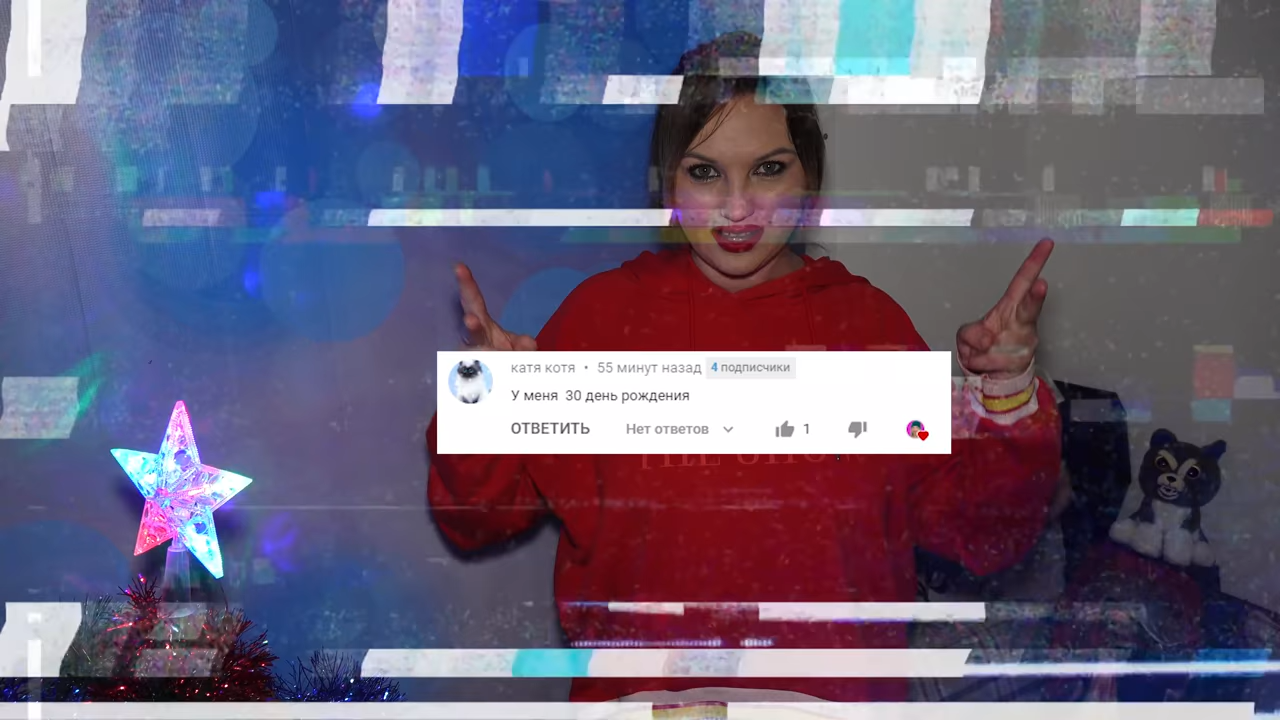 катя котя • 55 минут назад 4 подписчики
У меня 30 день рождения
ОТВЕТИТЬ Нет ответов 1